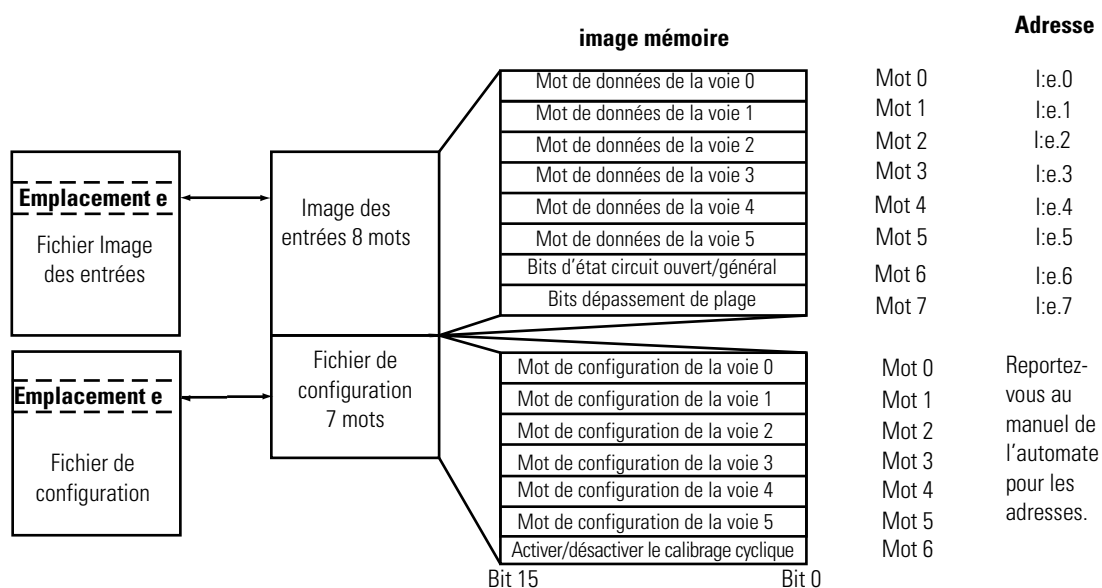 image mémoire
Adresse
Mot de données de la voie 0 Mot 0 I:e.0
Mot de données de la voie 1 Mot 1 I:e.1
Mot de données de la voie 2 Mot 2 I:e.2
Mot de données de la voie 3 Mot 3 I:e.3
Mot de données de la voie 4 Mot 4 I:e.4
Mot de données de la voie 5 Mot 5 I:e.5
Bits d'état circuit ouvert/général Mot 6 I:e.6
Bits dépassement de plage Mot 7 I:e.7
Emplacement e
Fichier Image
des entrées
Image des
entrées 8 mots
Emplacement e
Fichier de
configuration
Fichier de
configuration
7 mots
Mot de configuration de la voie 0 Mot 0
Mot de configuration de la voie 1 Mot 1
Mot de configuration de la voie 2 Mot 2
Mot de configuration de la voie 3 Mot 3
Mot de configuration de la voie 4 Mot 4
Mot de configuration de la voie 5 Mot 5
Activer/désactiver le calibrage cyclique Mot 6
Reportez-
vous au
manuel de
l'automate
pour les
adresses.
Bit 15 Bit 0